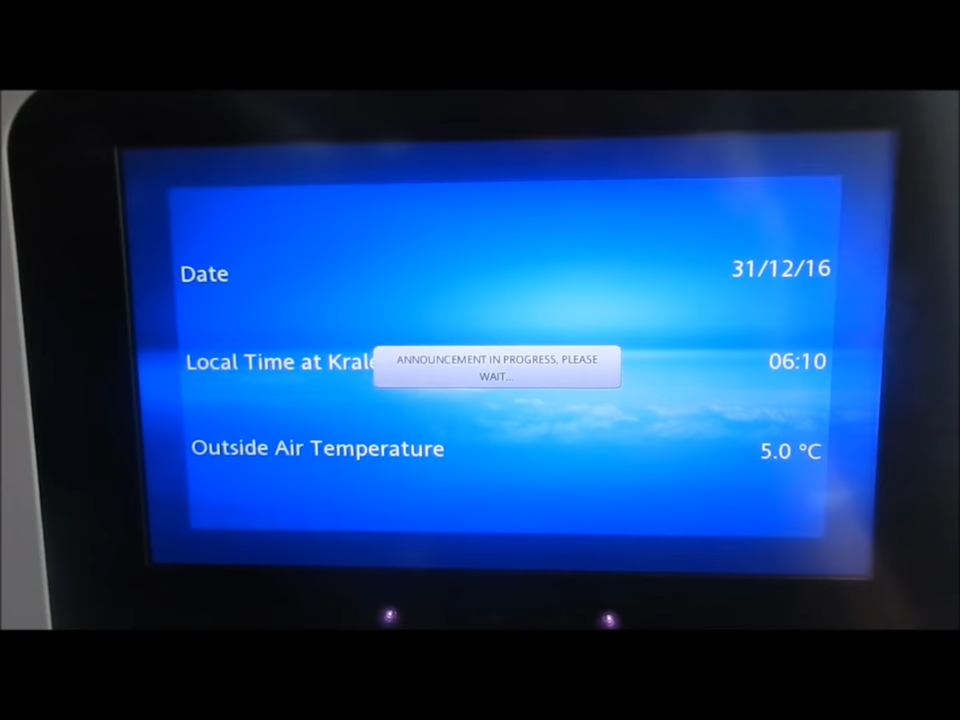 Date 31/12/16
Local Time at 06:10
ANNOUNCEMENT IN PROGRESS, PLEASE
WAIT...
Outside Air Temperature 5.0 °C